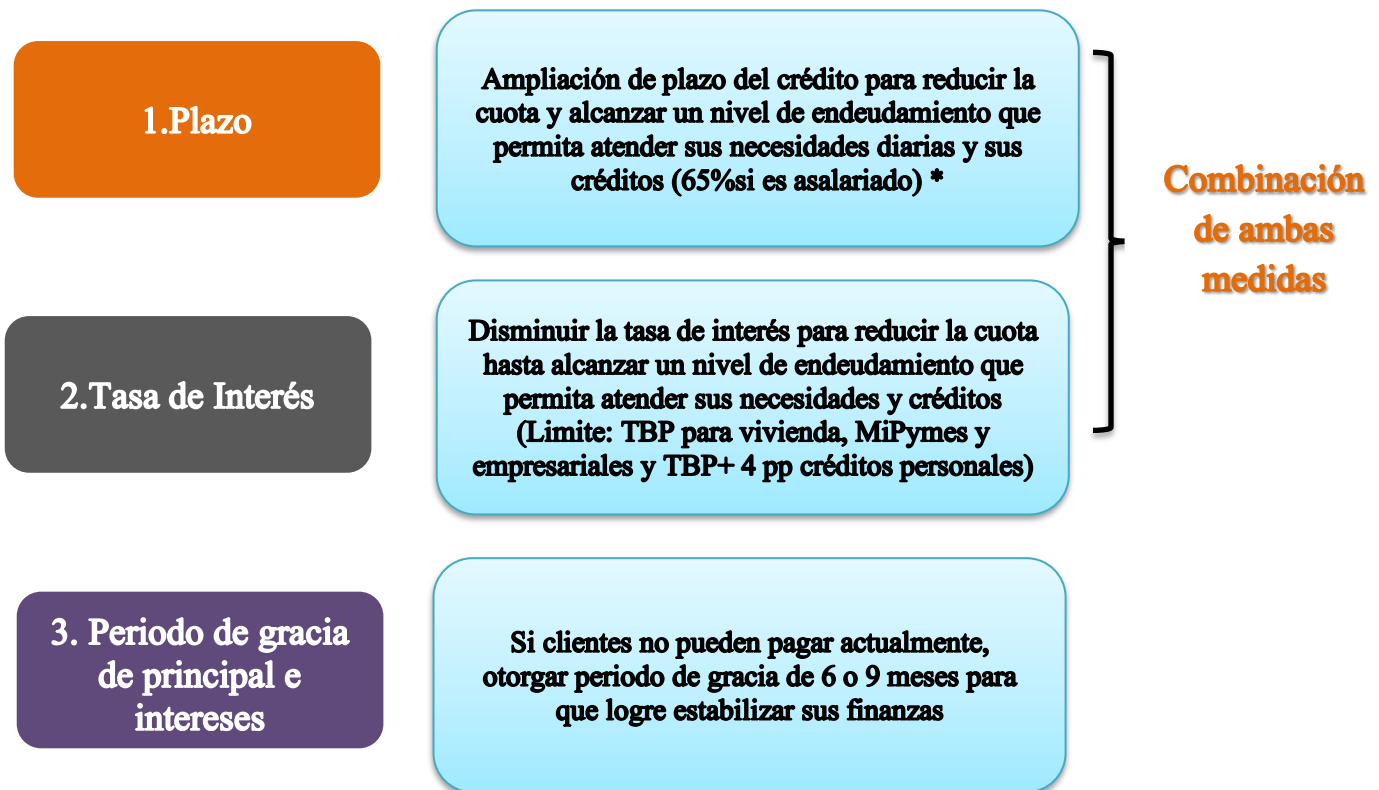 1.Plazo
Ampliación de plazo del crédito para reducir la
cuota y alcanzar un nivel de endeudamiento que
permita atender sus necesidades diarias y sus
créditos (65%si es asalariado) *
Combinación
de ambas
medidas
2.Tasa de Interés
Disminuir la tasa de interés para reducir la cuota
hasta alcanzar un nivel de endeudamiento que
permita atender sus necesidades y créditos
(Limite: TBP para vivienda, MiPymes y
empresariales y TBP+ 4 pp créditos personales)
3. Periodo de gracia
de principal e
intereses
Si clientes no pueden pagar actualmente,
otorgar periodo de gracia de 6 o 9 meses para
que logre estabilizar sus finanzas